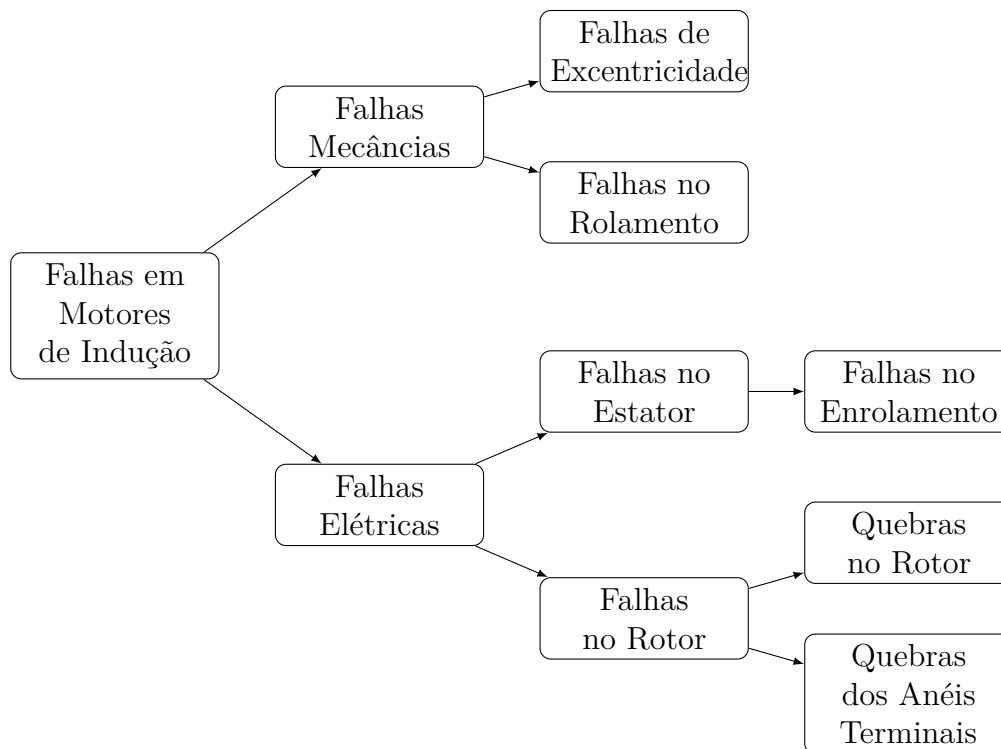 Falhas de
Excentricidade
Falhas
Mecâncias
Falhas no
Rolamento
Falhas em
Motores
de Indução
Falhas no
Estator
Falhas no
Enrolamento
Falhas
Elétricas
Quebras
no Rotor
Falhas
no Rotor
Quebras
dos Anéis
Terminais